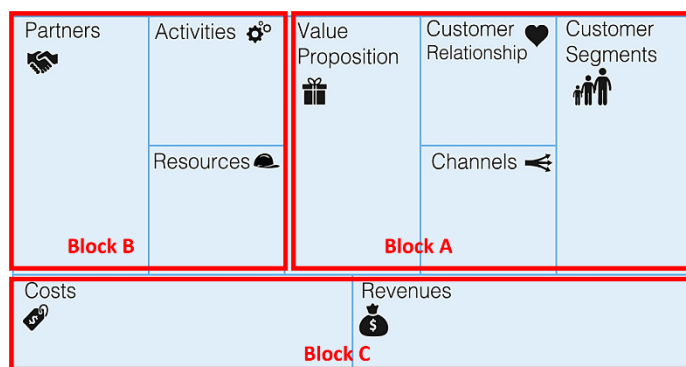 Partners
Activities
Resources
Block B
Value
Proposition
Customer
Relationship
Channels
Customer
Segments
Block A
Costs
$
Revenues
$
Block C